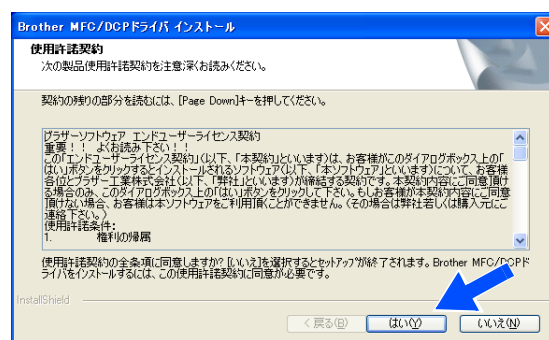 Brother MFC/DCPドライバ インストール
使用許諾契約
次の製品使用許諾契約を注意深くお読みください。
契約の残りの部分を読むには、[Page Down]キーを押してください。
ブラザーソフトウェア エンドユーザーライセンス契約
重要！！ よくお読み下さい！！
この「エンドユーザーライセンス契約」(以下、「本契約」といいます)は、お客様がこのダイアログボックス上の「
はい」ボタンをクリックするとインストールされるソフトウェア(以下、「本ソフトウェア」といいます)について、お客様
各位とブラザー工業株式会社(以下、「弊社」といいます)が締結する契約です。本契約内容にご同意頂け
る場合のみ、このダイアログボックス上の「はい」ボタンをクリックして下さい。もしお客様が本契約内容にご同意
頂けない場合、お客様は本ソフトウェアをご利用頂くことができません。(その場合は弊社若しくは購入元にご
連絡下さい。)
使用許諾条件:
1. 権利の帰属
使用許諾契約の全条項に同意しますか? [いいえ]を選択するとセットアップが終了されます。Brother MFC/DCPド
ライバをインストールするには、この使用許諾契約に同意が必要です。
InstallShield
< 戻る(B) はい(Y) いいえ(N)